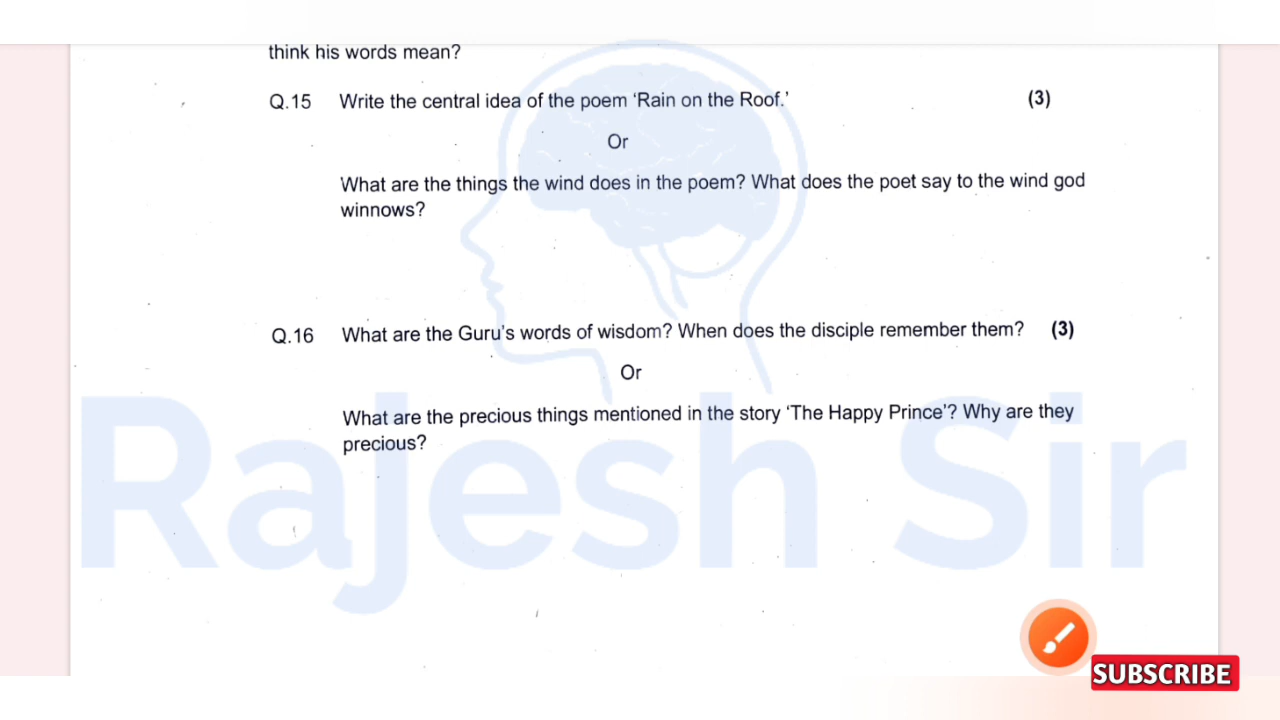 think his words mean?
Q.15 Write the central idea of the poem ‘Rain on the Roof.’ (3)
Or
What are the things the wind does in the poem? What does the poet say to the wind god
winnows?
Q.16 What are the Guru's words of wisdom? When does the disciple remember them? (3)
Or
What are the precious things mentioned in the story ‘The Happy Prince’? Why are they
precious?
Rajesh Sir
SUBSCRIBE